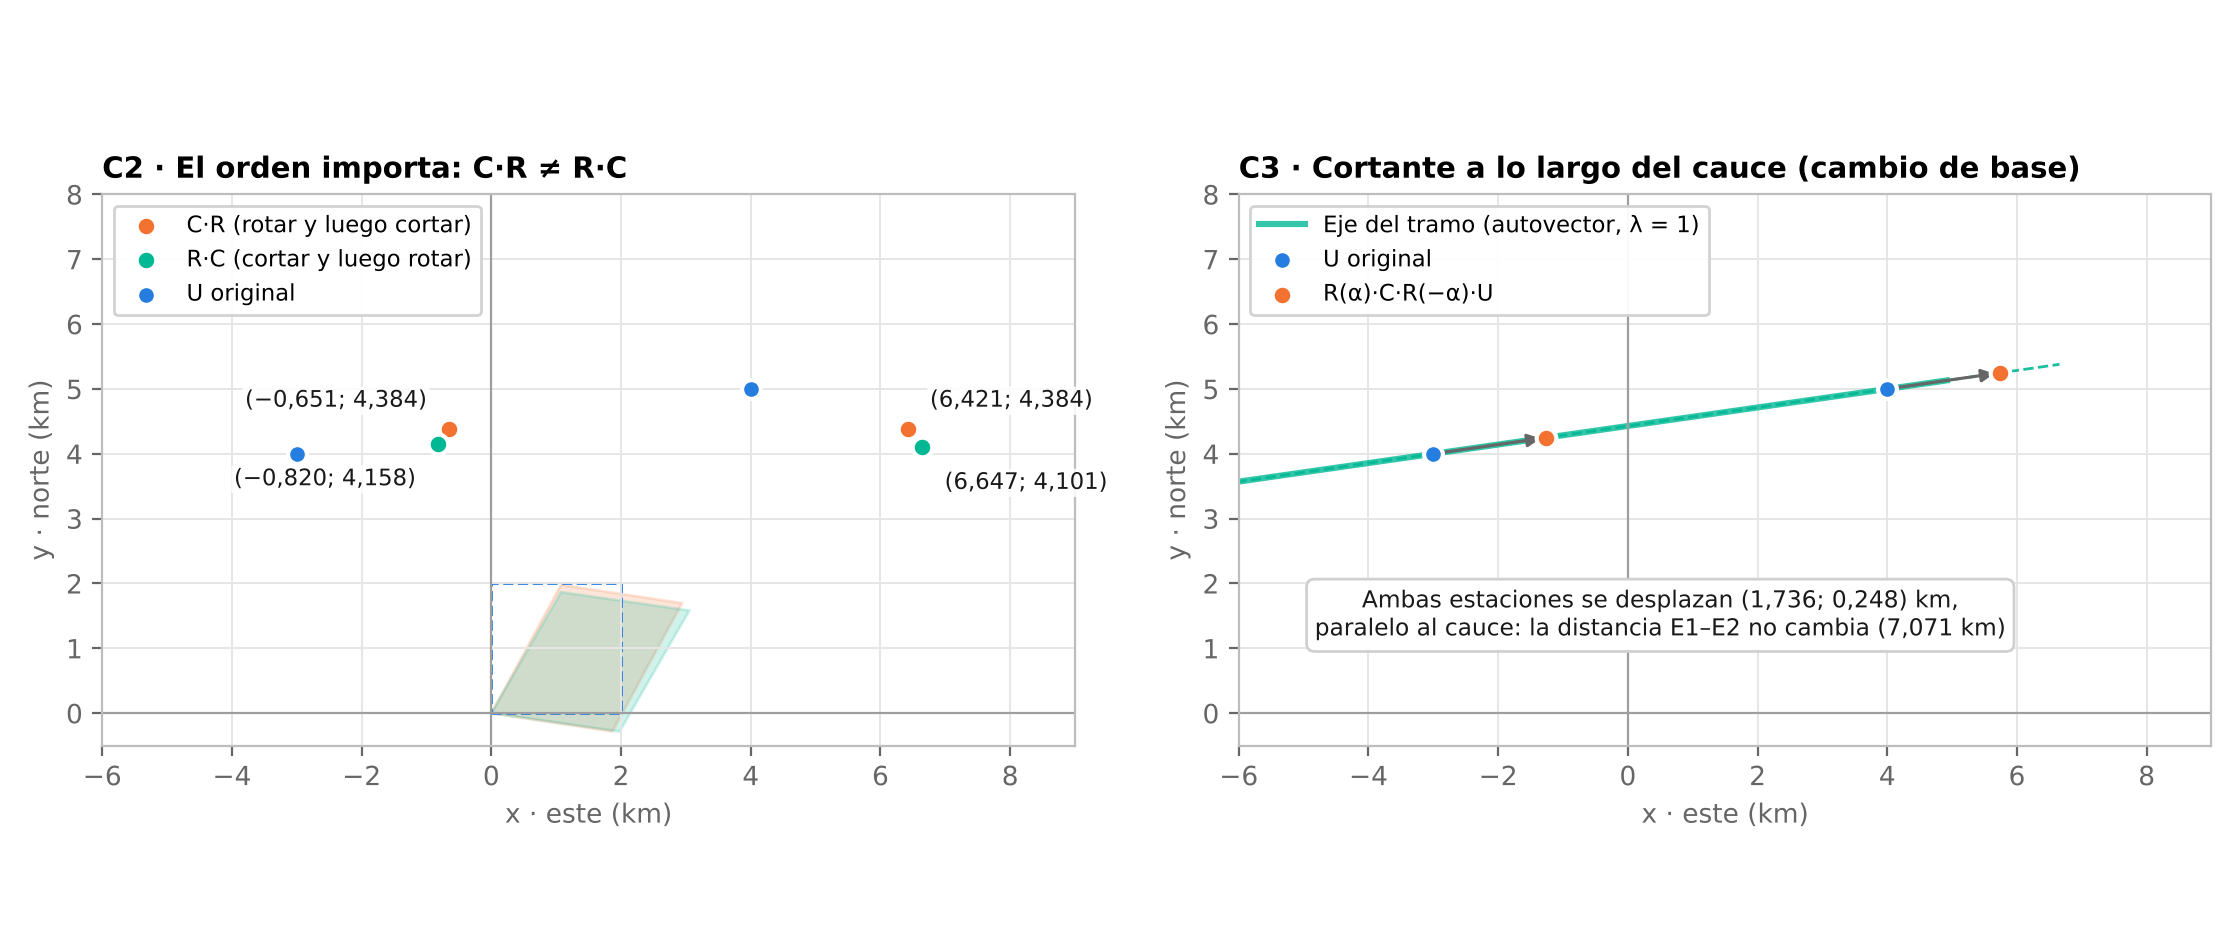 C2 · El orden importa: C·R ≠ R·C
8
7
6
5
4
3
2
1
0
y · norte (km)
C·R (rotar y luego cortar)
R·C (cortar y luego rotar)
U original
(−0,651; 4,384)
(6,421; 4,384)
(−0,820; 4,158)
(6,647; 4,101)
−6 −4 −2 0 2 4 6 8
x · este (km)
C3 · Cortante a lo largo del cauce (cambio de base)
8
7
6
5
4
3
2
1
0
y · norte (km)
Eje del tramo (autovector, λ = 1)
U original
R(α)·C·R(−α)·U
Ambas estaciones se desplazan (1,736; 0,248) km,
paralelo al cauce: la distancia E1–E2 no cambia (7,071 km)
−6 −4 −2 0 2 4 6 8
x · este (km)